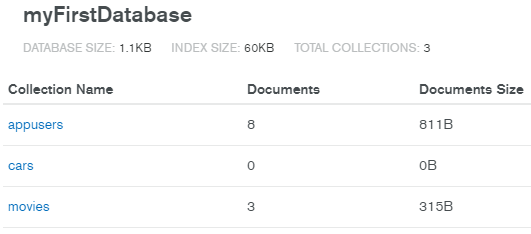 myFirstDatabase
DATABASE SIZE: 1.1KB INDEX SIZE: 60KB TOTAL COLLECTIONS: 3
Collection Name Documents Documents Size
appusers 8 811B
cars 0 0B
movies 3 315B